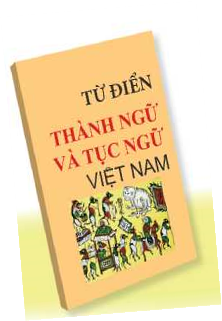 TỪ ĐIỂN
THÀNH NGỮ
VÀ TỤC NGỮ
VIỆT NAM